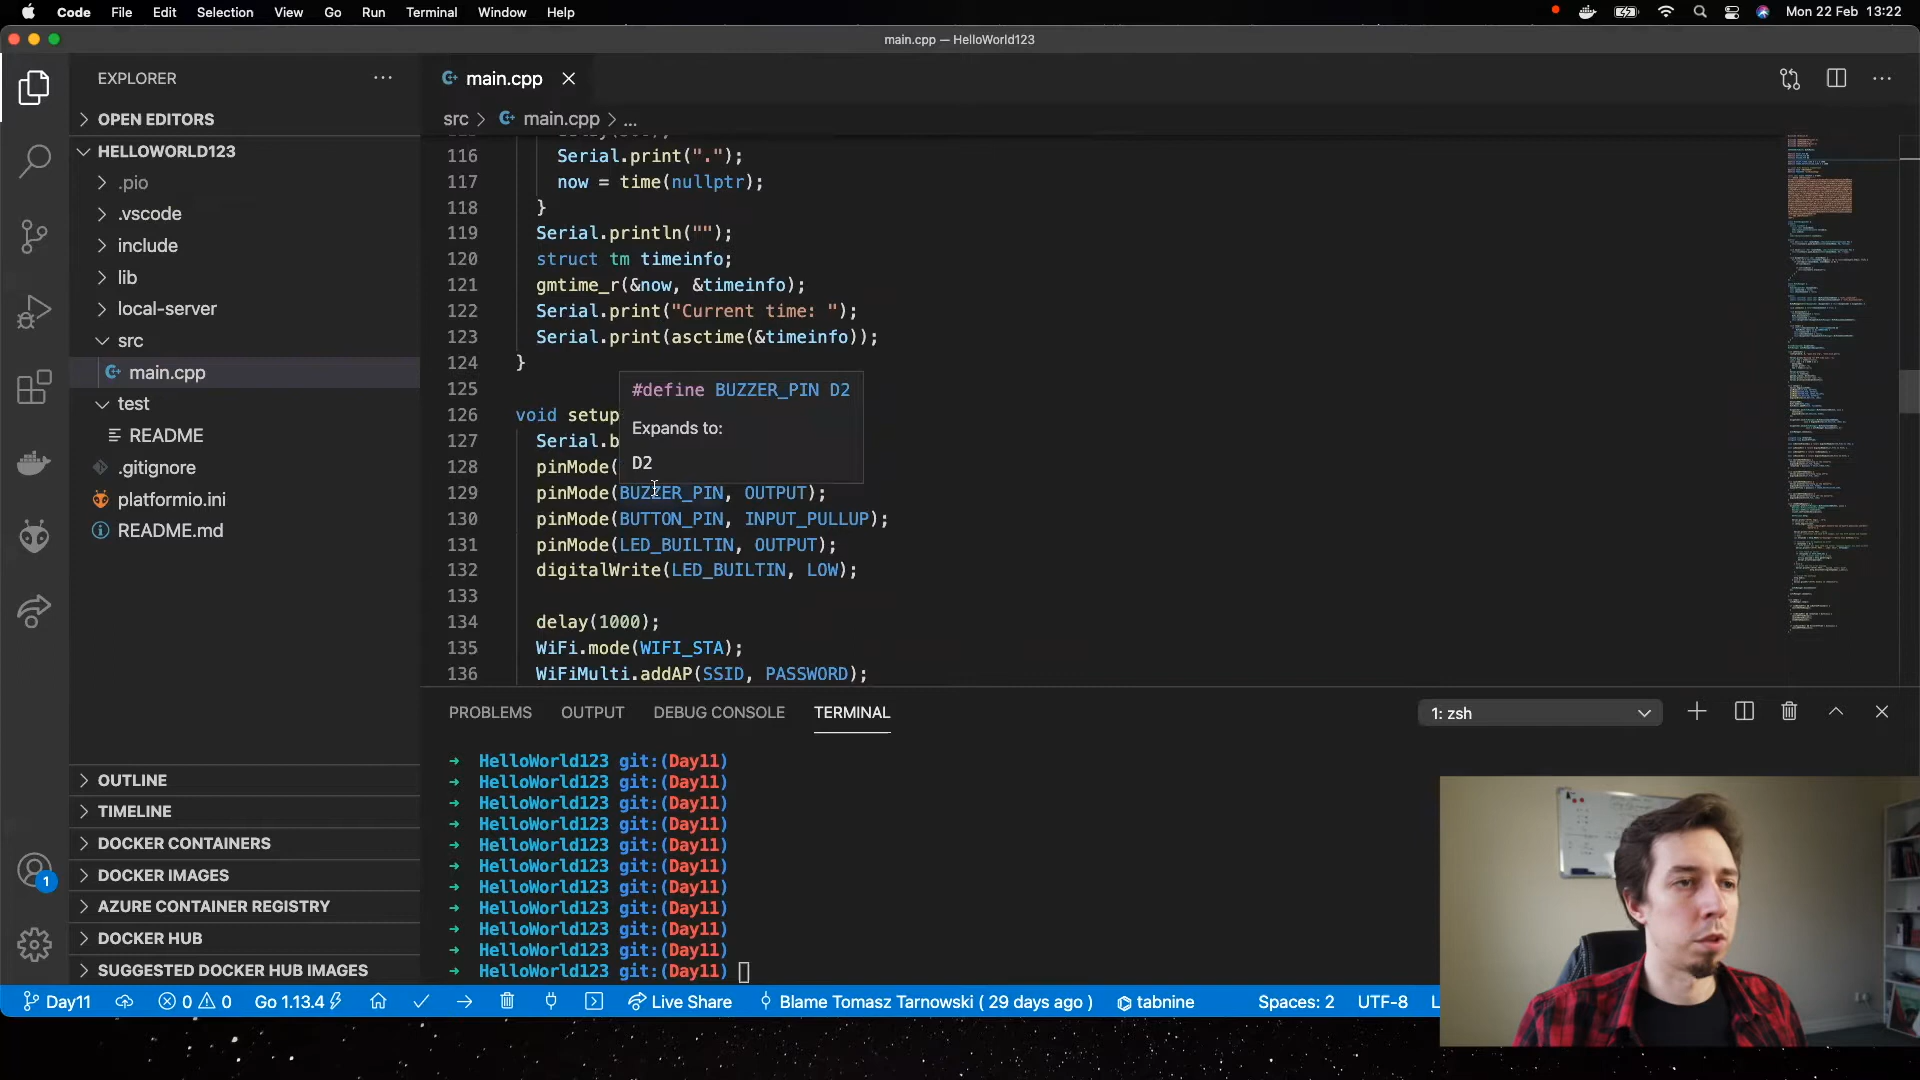 Code File Edit Selection View Go Run Terminal Window Help Mon 22 Feb 13:22
main.cpp — HelloWorld123
EXPLORER
OPEN EDITORS
HELLOWORLD123
.pio
.vscode
include
lib
local-server
src
main.cpp
test
README
.gitignore
platformio.ini
README.md
OUTLINE
TIMELINE
DOCKER CONTAINERS
DOCKER IMAGES
AZURE CONTAINER REGISTRY
DOCKER HUB
SUGGESTED DOCKER HUB IMAGES
1
main.cpp
src > main.cpp > ...
116 Serial.print(".");
117 now = time(nullptr);
118 }
119 Serial.println("");
120 struct tm timeinfo;
121 gmtime_r(&now, &timeinfo);
122 Serial.print("Current time: ");
123 Serial.print(asctime(&timeinfo));
124 }
125
126 void setup
127 Serial.b
128 pinMode(
129 pinMode(BUZZER_PIN, OUTPUT);
130 pinMode(BUTTON_PIN, INPUT_PULLUP);
131 pinMode(LED_BUILTIN, OUTPUT);
132 digitalWrite(LED_BUILTIN, LOW);
133
134 delay(1000);
135 WiFi.mode(WIFI_STA);
136 WiFiMulti.addAP(SSID, PASSWORD);
#define BUZZER_PIN D2
Expands to:
D2
PROBLEMS OUTPUT DEBUG CONSOLE TERMINAL 1: zsh
→ HelloWorld123 git:(Day11)
→ HelloWorld123 git:(Day11)
→ HelloWorld123 git:(Day11)
→ HelloWorld123 git:(Day11)
→ HelloWorld123 git:(Day11)
→ HelloWorld123 git:(Day11)
→ HelloWorld123 git:(Day11)
→ HelloWorld123 git:(Day11)
→ HelloWorld123 git:(Day11)
→ HelloWorld123 git:(Day11)
→ HelloWorld123 git:(Day11)
Day11 0 0 Go 1.13.4 Live Share Blame Tomasz Tarnowski ( 29 days ago ) tabnine Spaces: 2 UTF-8 L